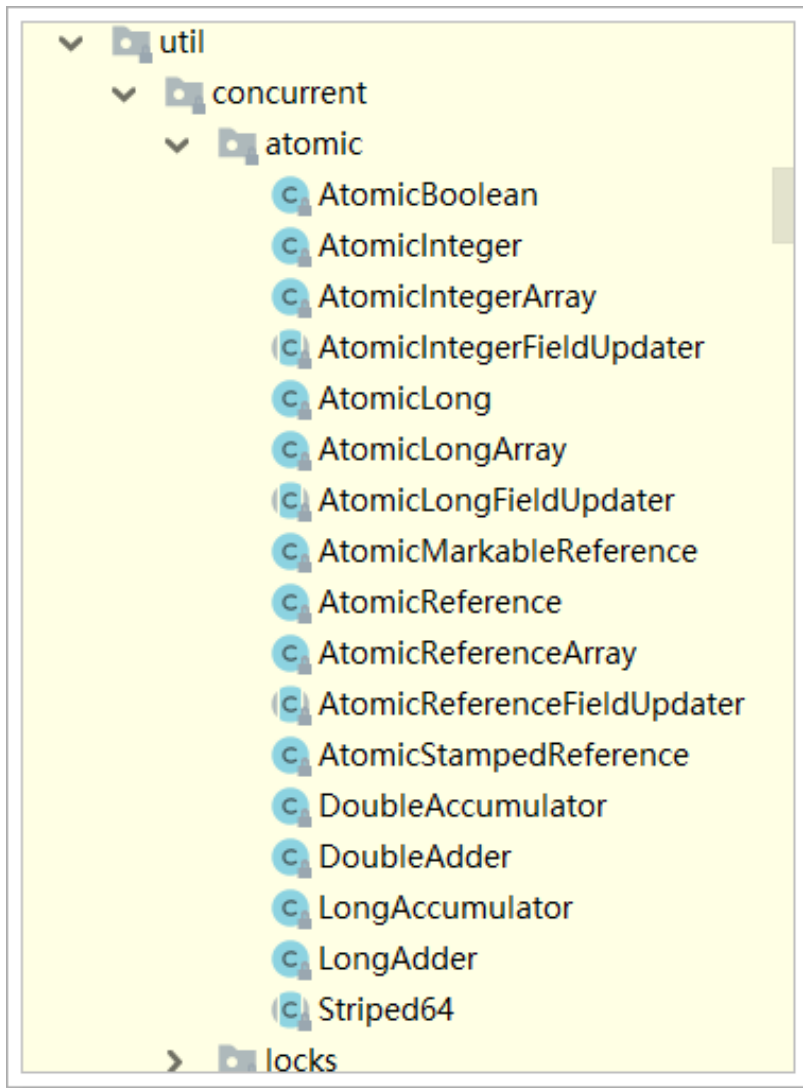 util
concurrent
atomic
AtomicBoolean
AtomicInteger
AtomicIntegerArray
AtomicIntegerFieldUpdater
AtomicLong
AtomicLongArray
AtomicLongFieldUpdater
AtomicMarkableReference
AtomicReference
AtomicReferenceArray
AtomicReferenceFieldUpdater
AtomicStampedReference
DoubleAccumulator
DoubleAdder
LongAccumulator
LongAdder
Striped64
locks